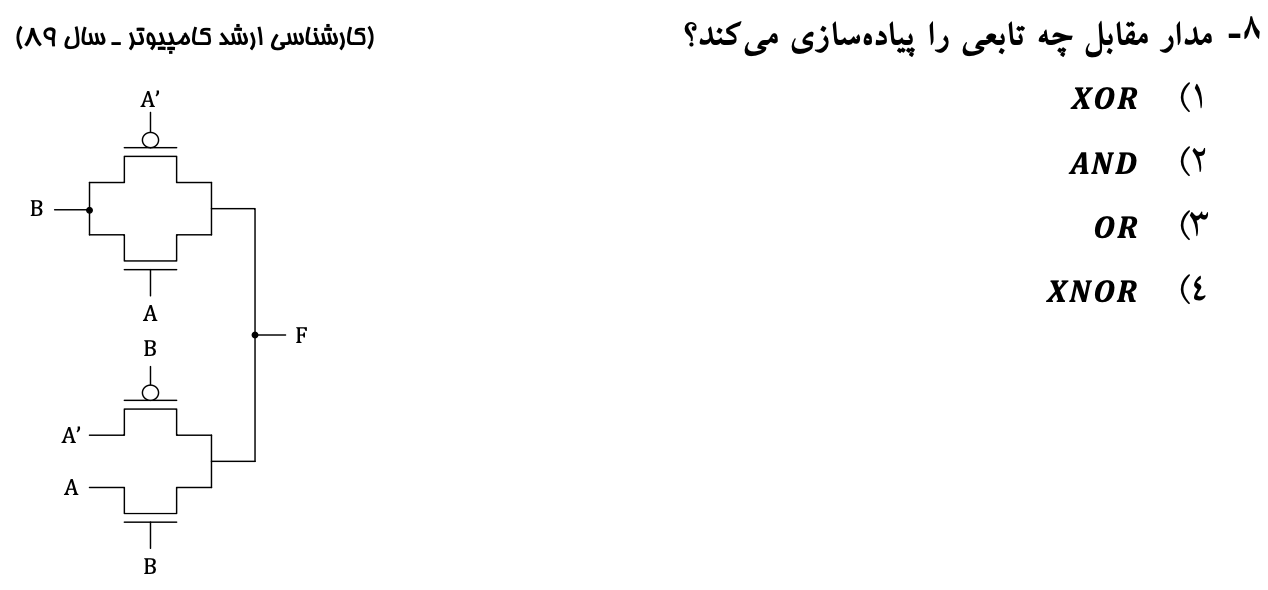 ۸- مدار مقابل چه تابعی را پیاده‌سازی می‌کند؟ (کارشناسی ارشد کامپیوتر ـ سال ۸۹)
۱) XOR
۲) AND
۳) OR
٤) XNOR
A’
B
A
B
F
A’
A
B